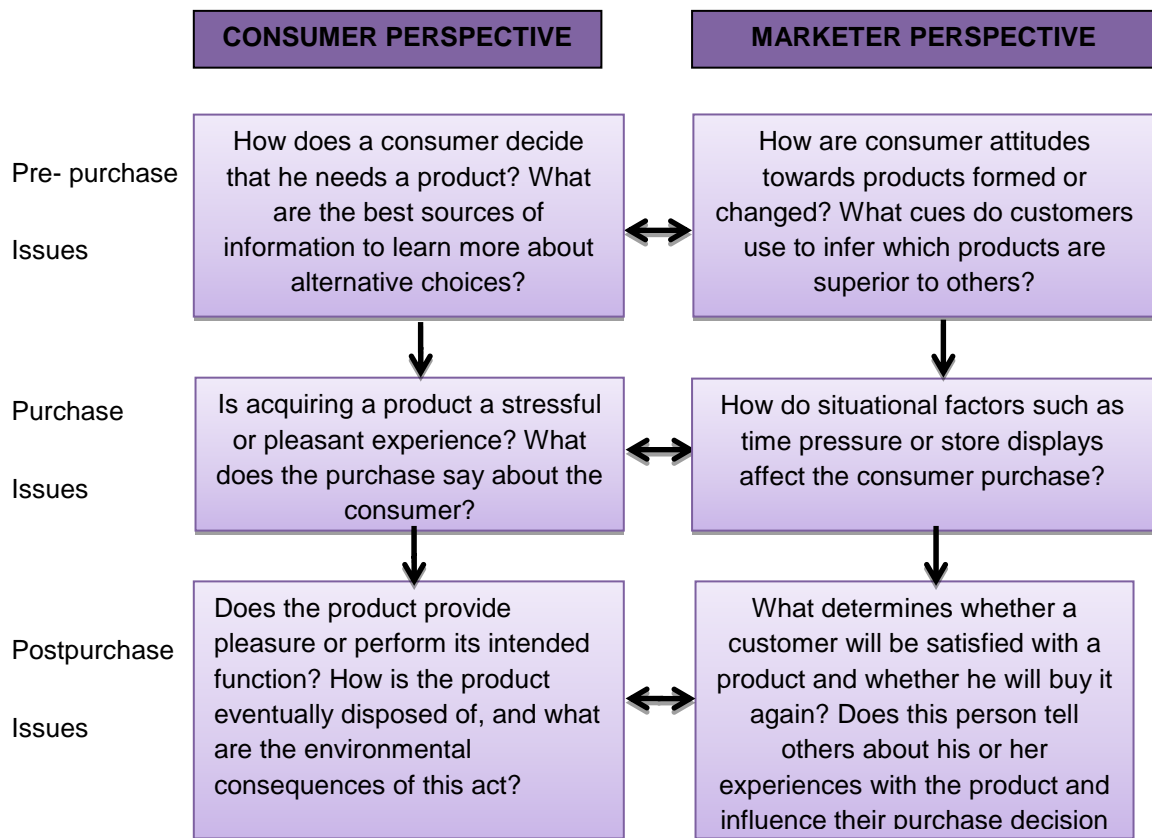 CONSUMER PERSPECTIVE
MARKETER PERSPECTIVE
Pre- purchase
Issues
How does a consumer decide
that he needs a product? What
are the best sources of
information to learn more about
alternative choices?
How are consumer attitudes
towards products formed or
changed? What cues do customers
use to infer which products are
superior to others?
Purchase
Issues
Is acquiring a product a stressful
or pleasant experience? What
does the purchase say about the
consumer?
How do situational factors such as
time pressure or store displays
affect the consumer purchase?
Postpurchase
Issues
Does the product provide
pleasure or perform its intended
function? How is the product
eventually disposed of, and what
are the environmental
consequences of this act?
What determines whether a
customer will be satisfied with a
product and whether he will buy it
again? Does this person tell
others about his or her
experiences with the product and
influence their purchase decision